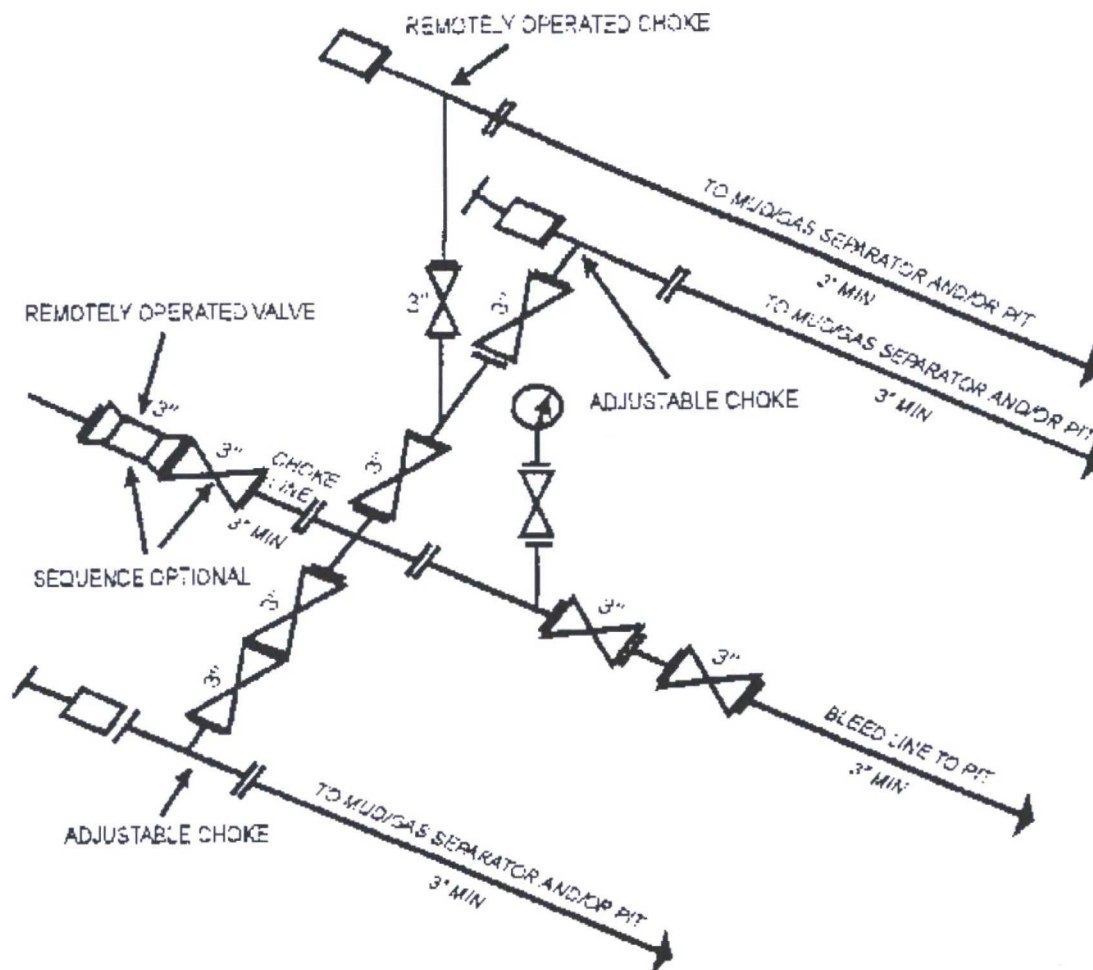 REMOTELY OPERATED CHOKE
TO MUD/GAS SEPARATOR AND/OR PIT
3" MIN
TO MUD/GAS SEPARATOR AND/OR PIT
3" MIN
3"
3"
REMOTELY OPERATED VALVE
ADJUSTABLE CHOKE
3"
3"
CHOKE
LINE
3"
3" MIN
SEQUENCE OPTIONAL
3"
3"
3"
3"
BLEED LINE TO PIT
3" MIN
ADJUSTABLE CHOKE
TO MUD/GAS SEPARATOR AND/OR PIT
3" MIN